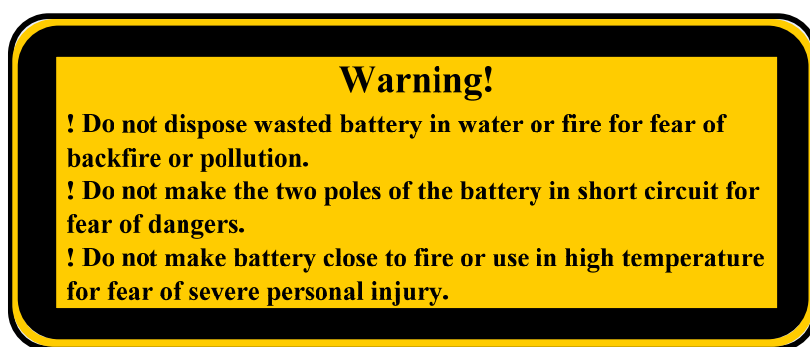 Warning!
! Do not dispose wasted battery in water or fire for fear of
backfire or pollution.
! Do not make the two poles of the battery in short circuit for
fear of dangers.
! Do not make battery close to fire or use in high temperature
for fear of severe personal injury.